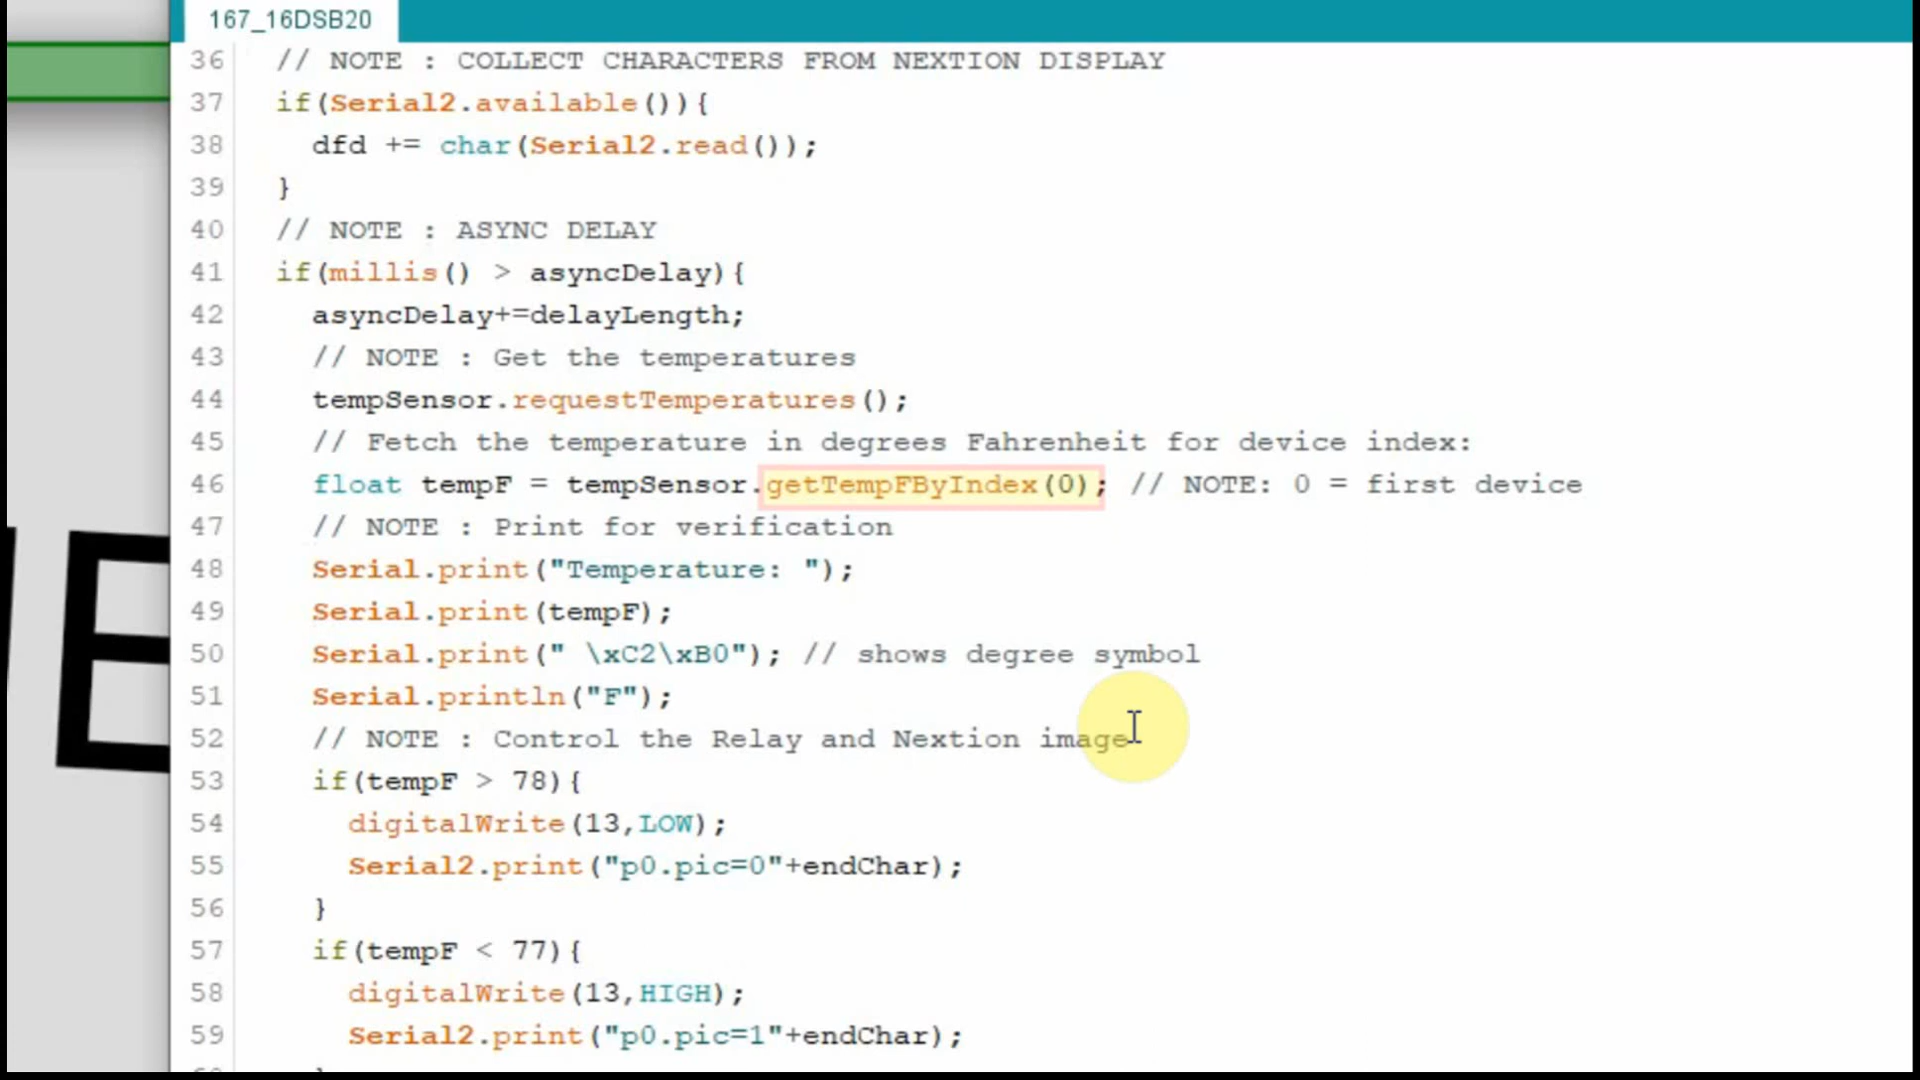 167_16DSB20
36 // NOTE : COLLECT CHARACTERS FROM NEXTION DISPLAY
37 if(Serial2.available()){
38 dfd += char(Serial2.read());
39 }
40 // NOTE : ASYNC DELAY
41 if(millis() > asyncDelay){
42 asyncDelay+=delayLength;
43 // NOTE : Get the temperatures
44 tempSensor.requestTemperatures();
45 // Fetch the temperature in degrees Fahrenheit for device index:
46 float tempF = tempSensor.getTempFByIndex(0); // NOTE: 0 = first device
47 // NOTE : Print for verification
48 Serial.print("Temperature: ");
49 Serial.print(tempF);
50 Serial.print(" \xC2\xB0"); // shows degree symbol
51 Serial.println("F");
52 // NOTE : Control the Relay and Nextion image
53 if(tempF > 78){
54 digitalWrite(13,LOW);
55 Serial2.print("p0.pic=0"+endChar);
56 }
57 if(tempF < 77){
58 digitalWrite(13,HIGH);
59 Serial2.print("p0.pic=1"+endChar);